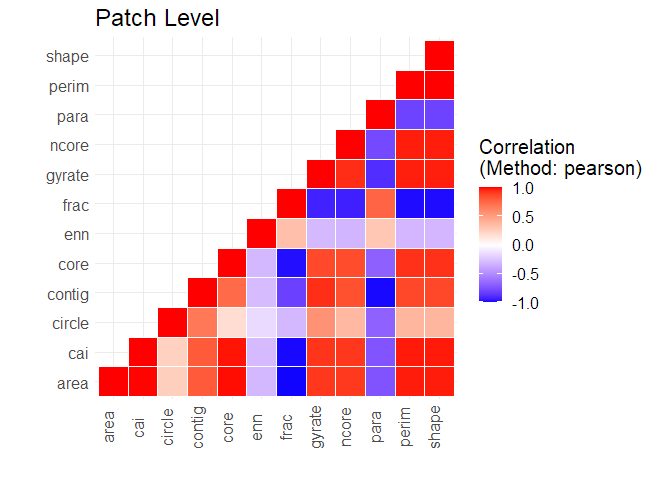 Patch Level
shape
perim
para
ncore
gyrate
frac
enn
core
contig
circle
cai
area
area
cai
circle
contig
core
enn
frac
gyrate
ncore
para
perim
shape
Correlation
(Method: pearson)
1.0
0.5
0.0
-0.5
-1.0